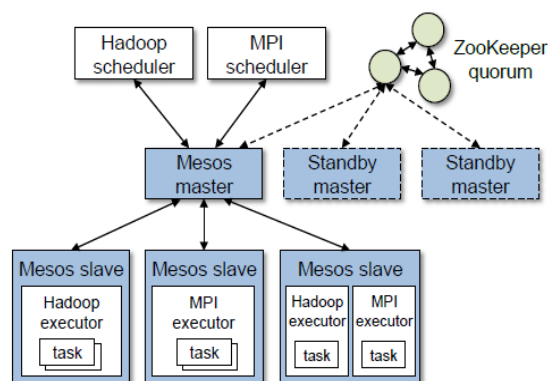 Hadoop
scheduler
MPI
scheduler
ZooKeeper
quorum
Mesos
master
Standby
master
Standby
master
Mesos slave
Hadoop
executor
task
Mesos slave
MPI
executor
task
Mesos slave
Hadoop
executor
task
MPI
executor
task